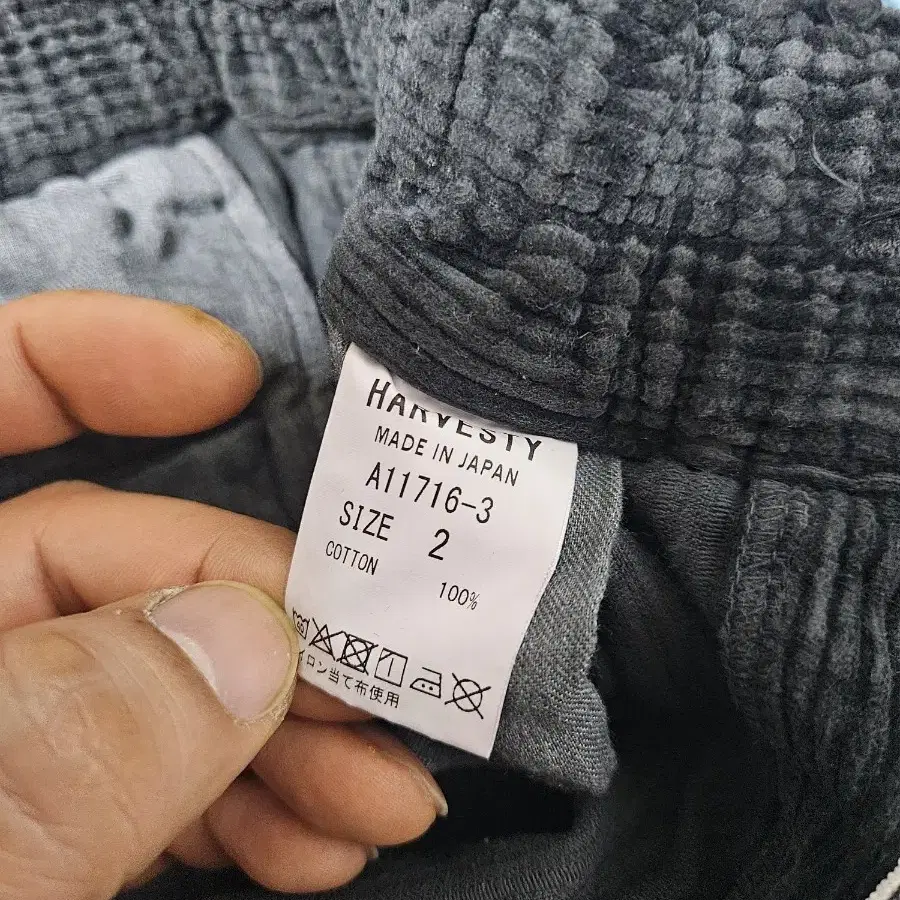 HARVESTY
MADE IN JAPAN
A11716-3
SIZE 2
COTTON
100%
イロン当て布使用